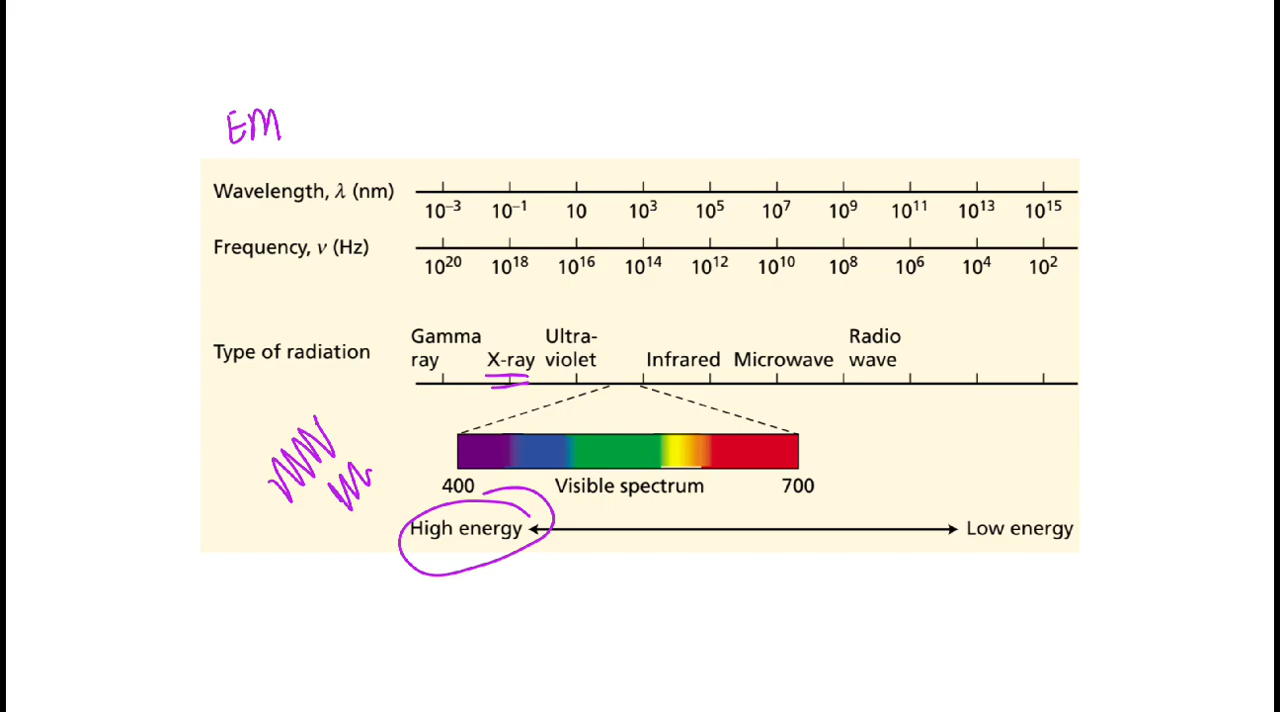 EM
Wavelength, λ (nm)
10⁻³ 10⁻¹ 10 10³ 10⁵ 10⁷ 10⁹ 10¹¹ 10¹³ 10¹⁵
Frequency, ν (Hz)
10²⁰ 10¹⁸ 10¹⁶ 10¹⁴ 10¹² 10¹⁰ 10⁸ 10⁶ 10⁴ 10²
Type of radiation
Gamma
ray
X-ray
Ultra-
violet
Infrared
Microwave
Radio
wave
400 Visible spectrum 700
High energy Low energy